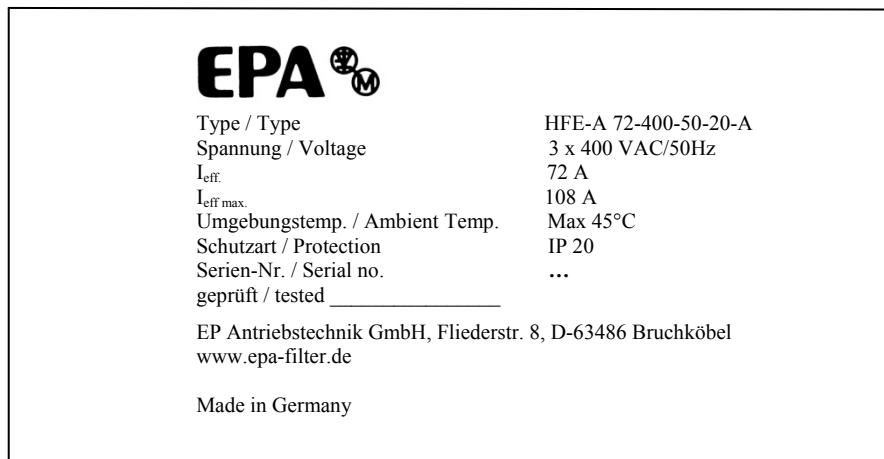 EPA M
Type / Type HFE-A 72-400-50-20-A
Spannung / Voltage 3 x 400 VAC/50Hz
Ieff. 72 A
Ieff max. 108 A
Umgebungstemp. / Ambient Temp. Max 45°C
Schutzart / Protection IP 20
Serien-Nr. / Serial no. ...
geprüft / tested ________________
EP Antriebstechnik GmbH, Fliederstr. 8, D-63486 Bruchköbel
www.epa-filter.de
Made in Germany